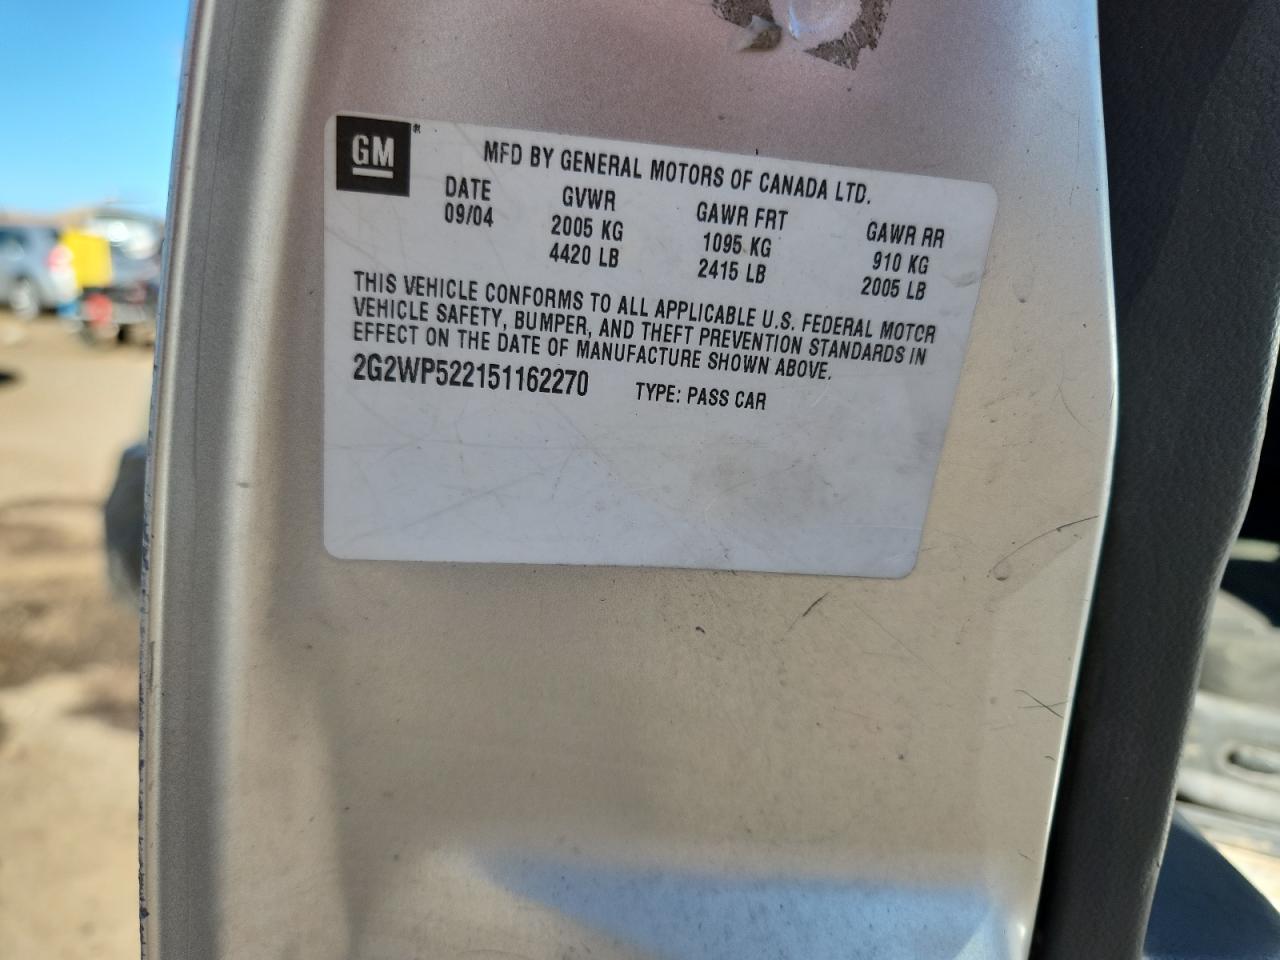 GM
MFD BY GENERAL MOTORS OF CANADA LTD.
DATE GVWR GAWR FRT GAWR RR
09/04 2005 KG 1095 KG 910 KG
4420 LB 2415 LB 2005 LB
THIS VEHICLE CONFORMS TO ALL APPLICABLE U.S. FEDERAL MOTOR
VEHICLE SAFETY, BUMPER, AND THEFT PREVENTION STANDARDS IN
EFFECT ON THE DATE OF MANUFACTURE SHOWN ABOVE.
2G2WP522151162270 TYPE: PASS CAR